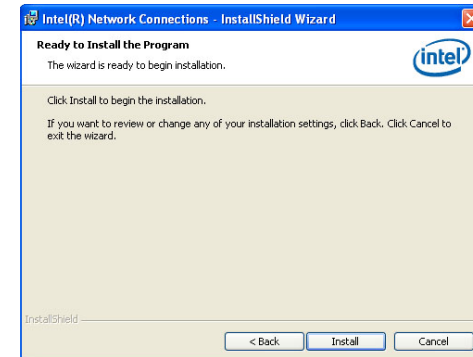 Intel(R) Network Connections - InstallShield Wizard
Ready to Install the Program
The wizard is ready to begin installation.
intel
Click Install to begin the installation.
If you want to review or change any of your installation settings, click Back. Click Cancel to
exit the wizard.
InstallShield
< Back Install Cancel